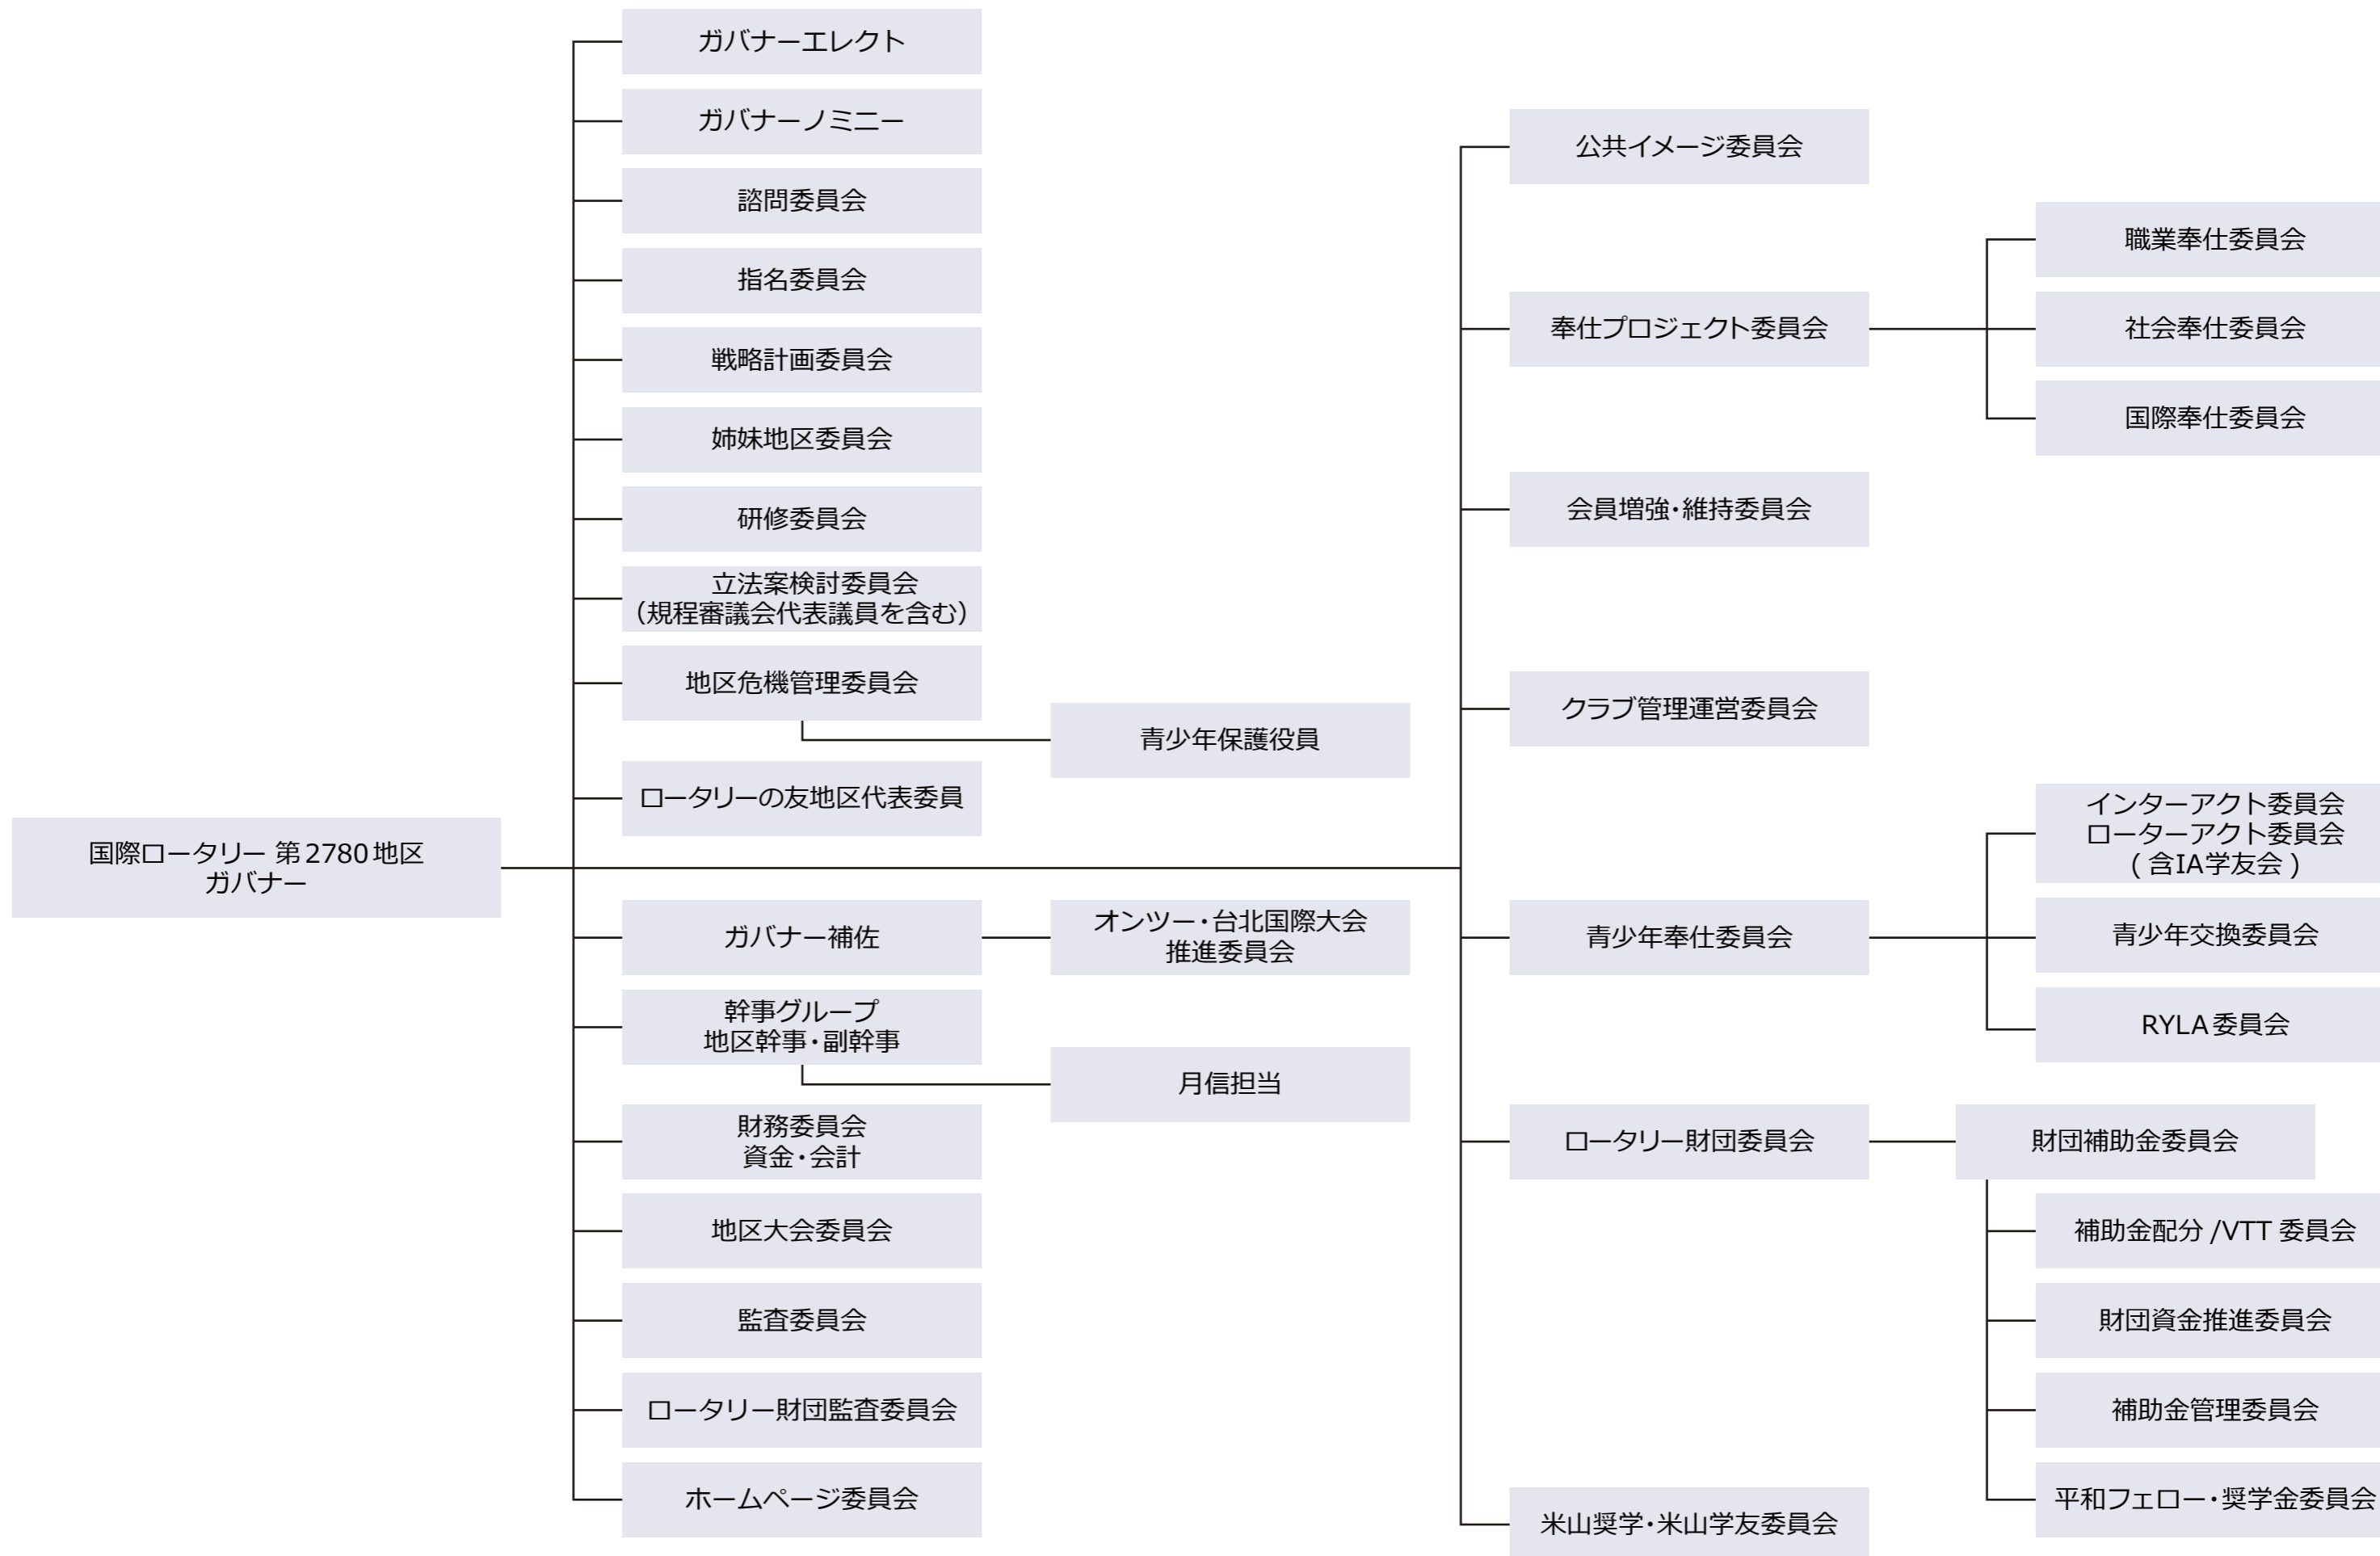 国際ロータリー 第2780地区
ガバナー
ガバナーエレクト
ガバナーノミニー
諮問委員会
指名委員会
戦略計画委員会
姉妹地区委員会
研修委員会
立法案検討委員会
（規程審議会代表議員を含む）
地区危機管理委員会
青少年保護役員
ロータリーの友地区代表委員
ガバナー補佐
オンツー・台北国際大会
推進委員会
幹事グループ
地区幹事・副幹事
月信担当
財務委員会
資金・会計
地区大会委員会
監査委員会
ロータリー財団監査委員会
ホームページ委員会
公共イメージ委員会
奉仕プロジェクト委員会
職業奉仕委員会
社会奉仕委員会
国際奉仕委員会
会員増強・維持委員会
クラブ管理運営委員会
青少年奉仕委員会
インターアクト委員会
ローターアクト委員会
( 含IA学友会 )
青少年交換委員会
RYLA委員会
ロータリー財団委員会
財団補助金委員会
補助金配分 /VTT 委員会
財団資金推進委員会
補助金管理委員会
平和フェロー・奨学金委員会
米山奨学・米山学友委員会